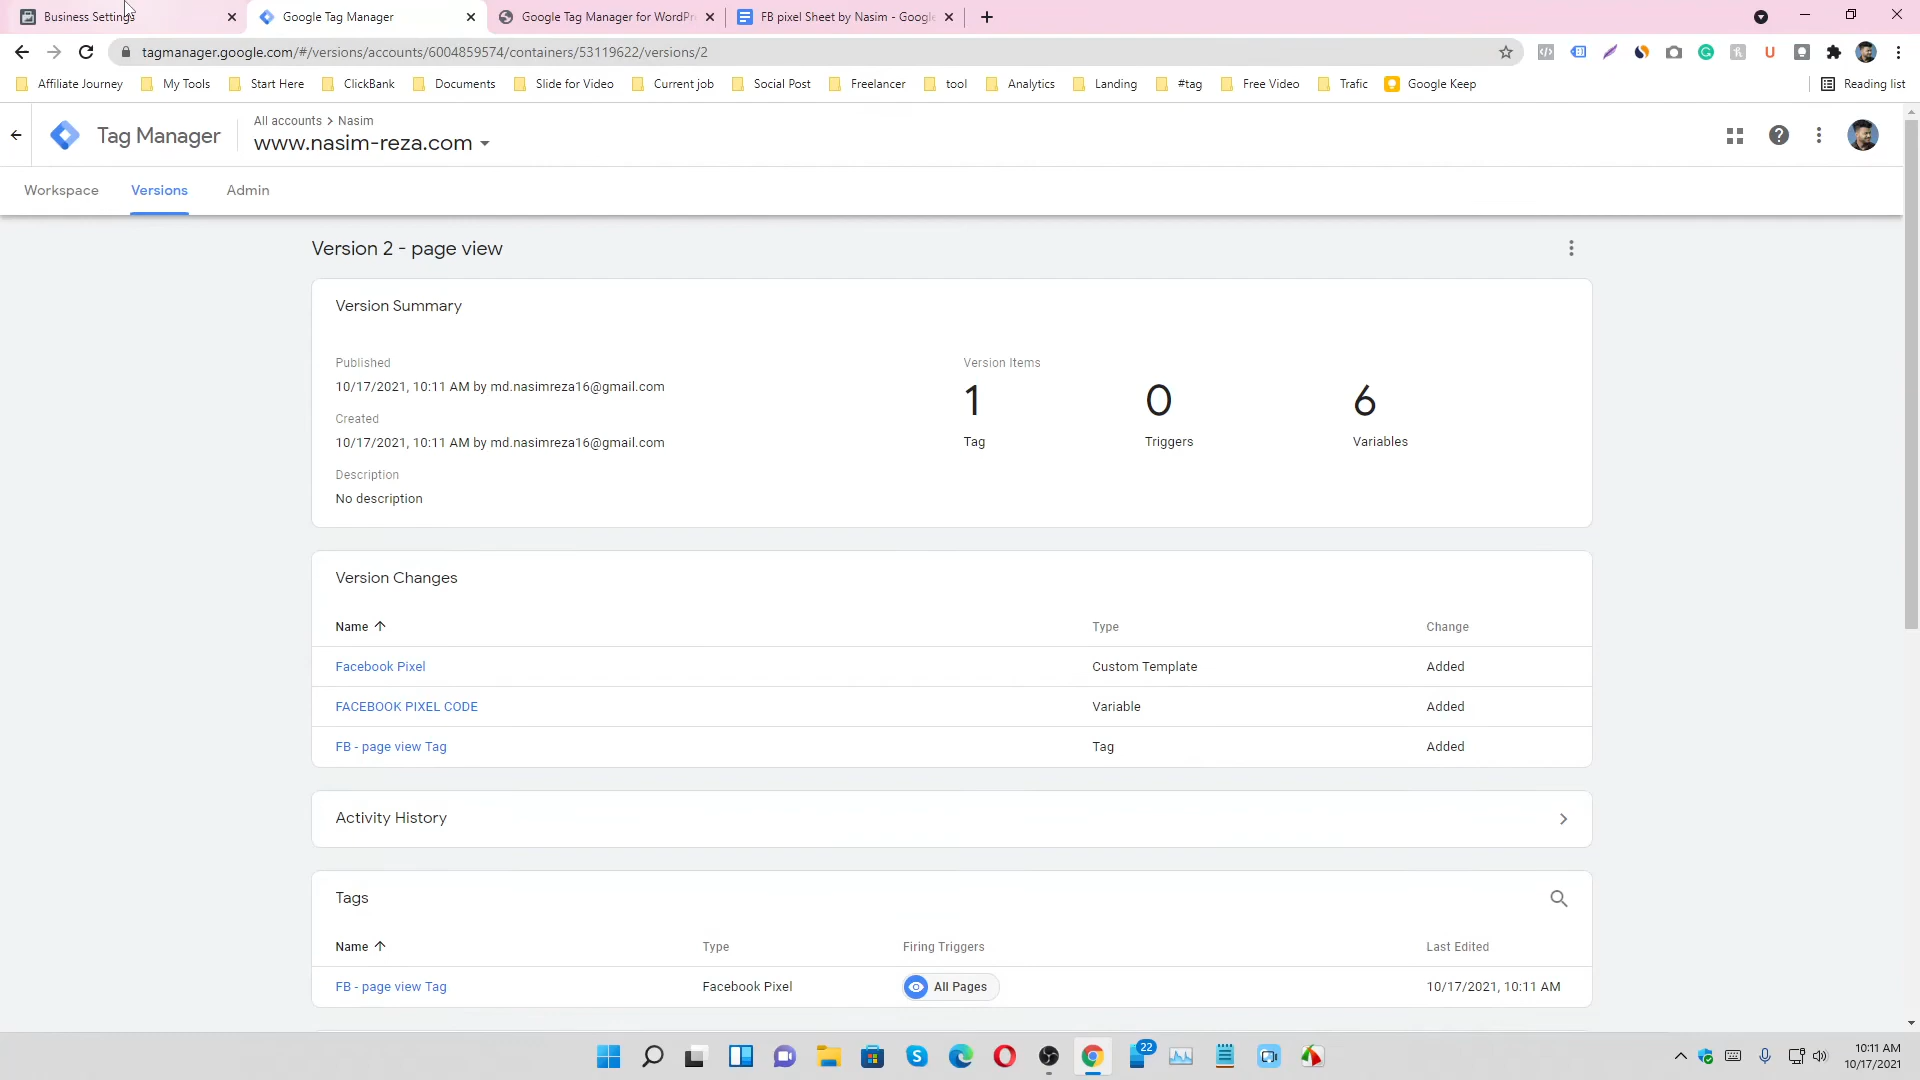 Business Settings
Google Tag Manager
Google Tag Manager for WordPr
FB pixel Sheet by Nasim - Google
tagmanager.google.com/#/versions/accounts/6004859574/containers/53119622/versions/2
Affiliate Journey
My Tools
Start Here
ClickBank
Documents
Slide for Video
Current job
Social Post
Freelancer
tool
Analytics
Landing
#tag
Free Video
Trafic
Google Keep
Reading list
Tag Manager
All accounts > Nasim
www.nasim-reza.com
Workspace
Versions
Admin
Version 2 - page view
Version Summary
Published
10/17/2021, 10:11 AM by md.nasimreza16@gmail.com
Created
10/17/2021, 10:11 AM by md.nasimreza16@gmail.com
Description
No description
Version Items
1
0
6
Tag
Triggers
Variables
Version Changes
Name
Type
Change
Facebook Pixel
Custom Template
Added
FACEBOOK PIXEL CODE
Variable
Added
FB - page view Tag
Tag
Added
Activity History
Tags
Name
Type
Firing Triggers
Last Edited
FB - page view Tag
Facebook Pixel
All Pages
10/17/2021, 10:11 AM
22
10:11 AM
10/17/2021